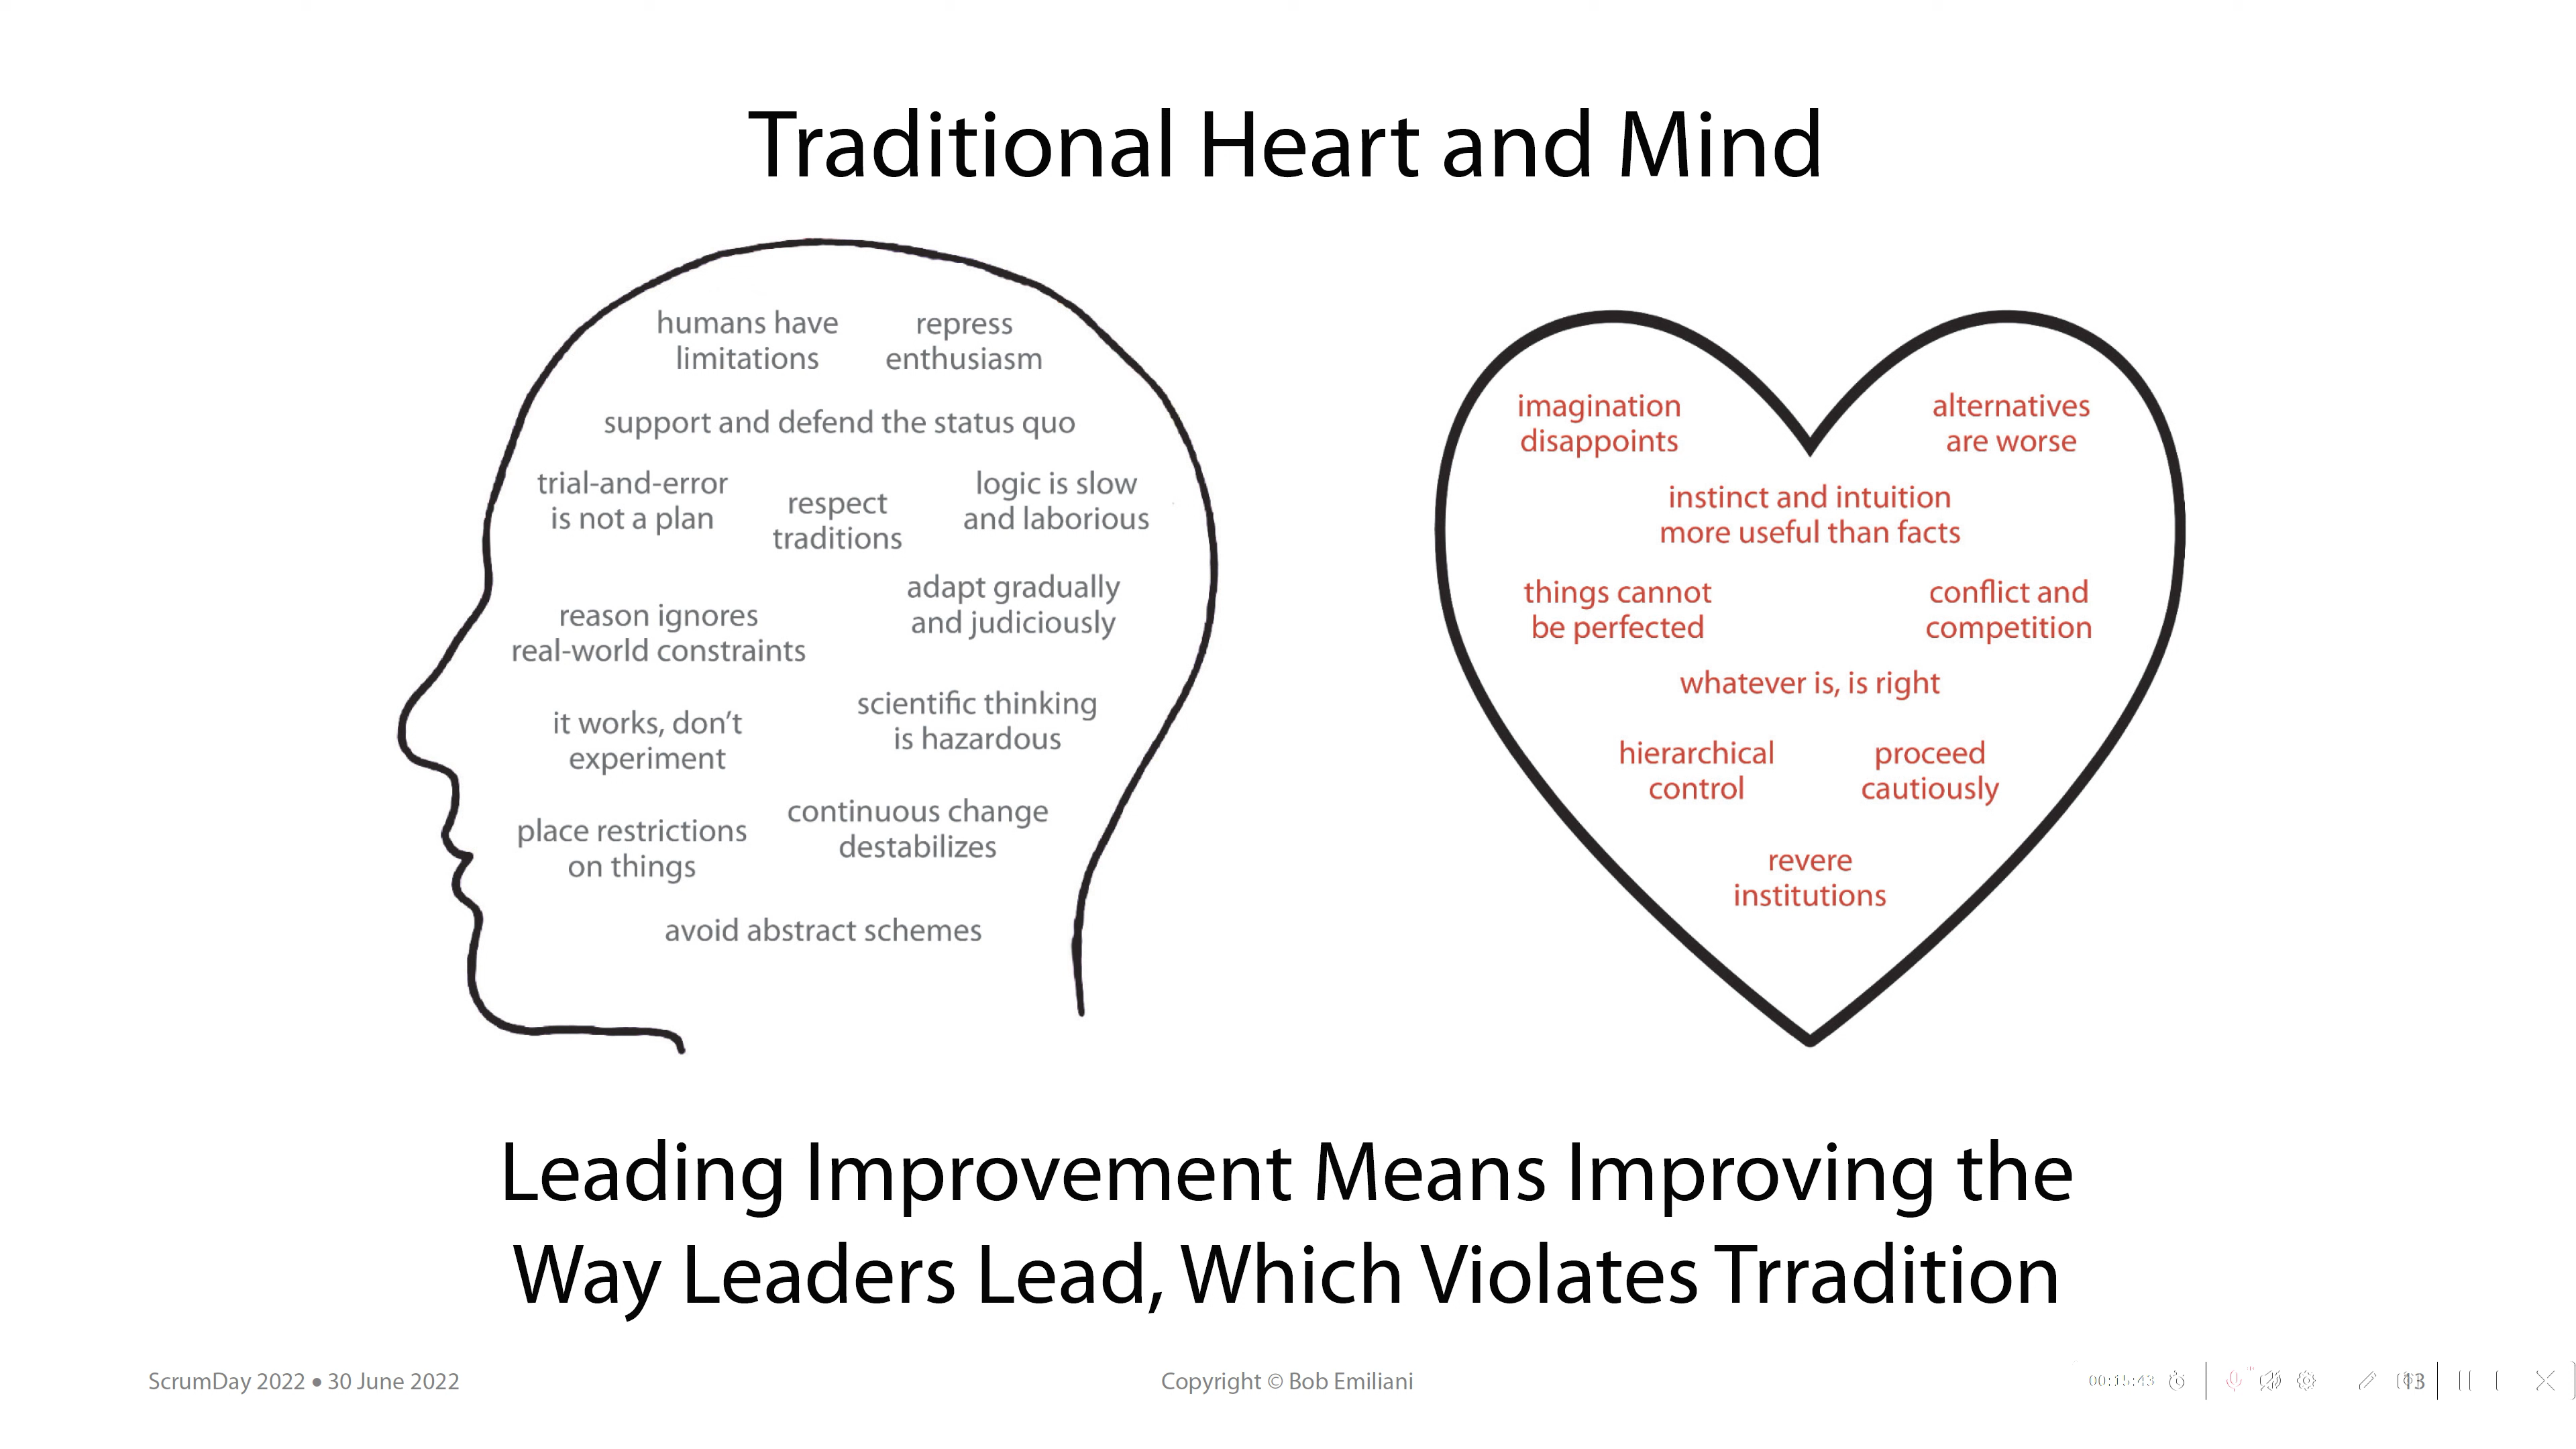 Traditional Heart and Mind
humans have
limitations
repress
enthusiasm
support and defend the status quo
trial-and-error
is not a plan
respect
traditions
logic is slow
and laborious
adapt gradually
and judiciously
reason ignores
real-world constraints
it works, don’t
experiment
scientific thinking
is hazardous
place restrictions
on things
continuous change
destabilizes
avoid abstract schemes
imagination
disappoints
alternatives
are worse
instinct and intuition
more useful than facts
things cannot
be perfected
conflict and
competition
whatever is, is right
hierarchical
control
proceed
cautiously
revere
institutions
Leading Improvement Means Improving the
Way Leaders Lead, Which Violates Trradition
ScrumDay 2022 • 30 June 2022
Copyright © Bob Emiliani
00:15:43
13